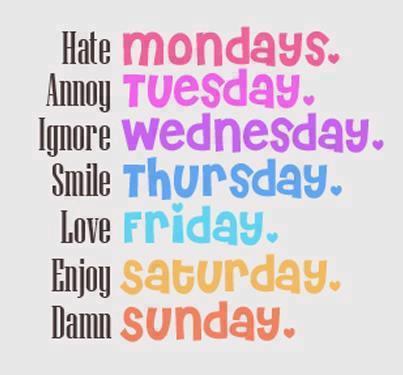 Hate mondays.
Annoy Tuesday.
Ignore wednesday.
Smile Thursday.
Love Friday.
Enjoy saturday.
Damn sunday.